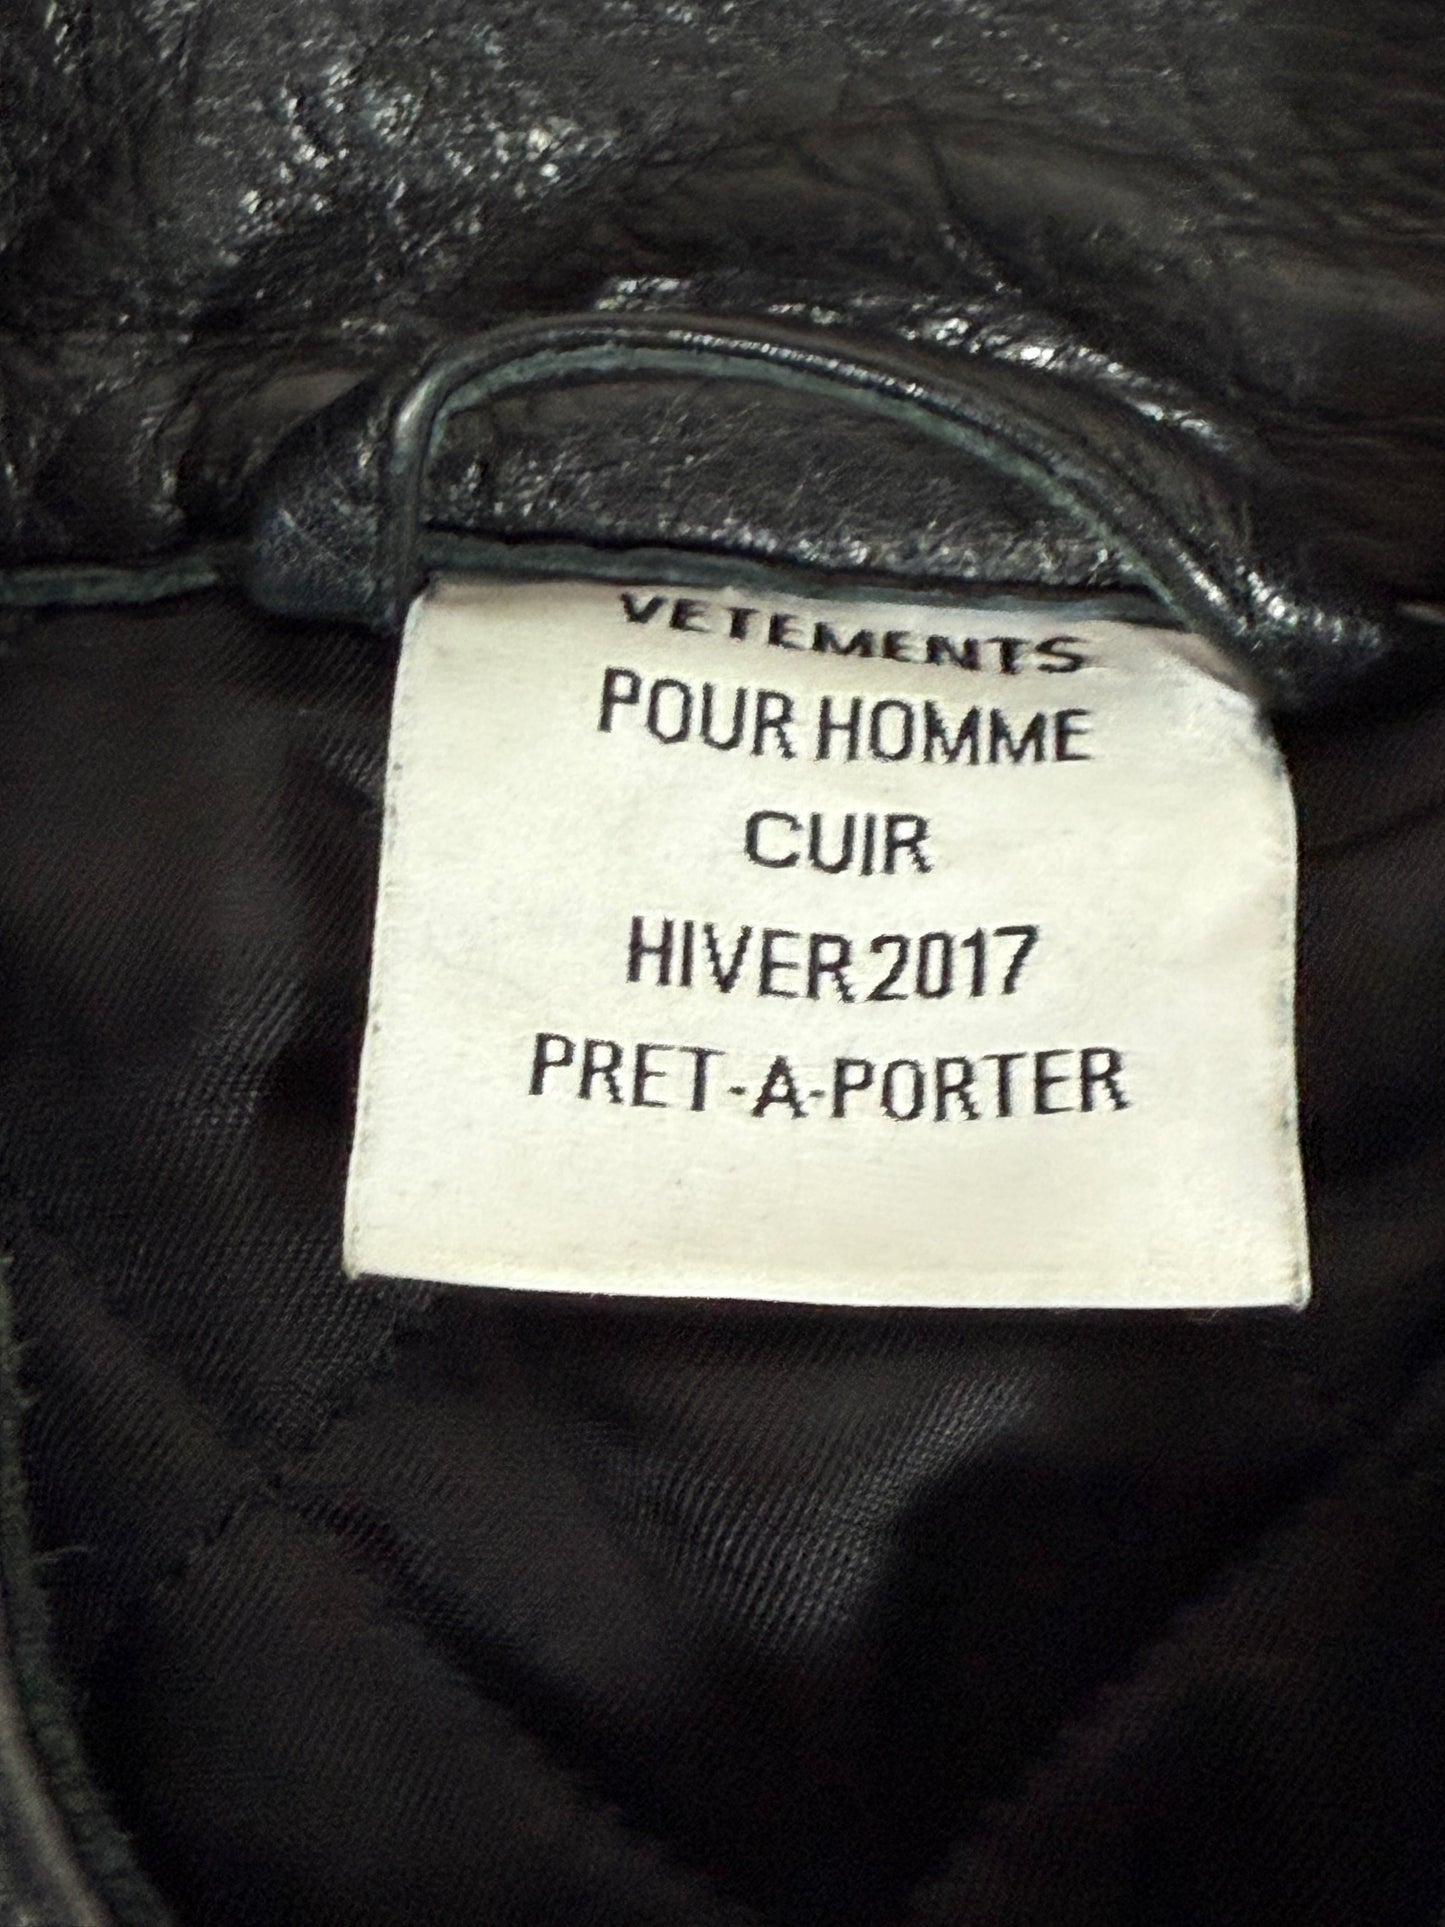 VETEMENTS
POUR HOMME
CUIR
HIVER 2017
PRET-A-PORTER